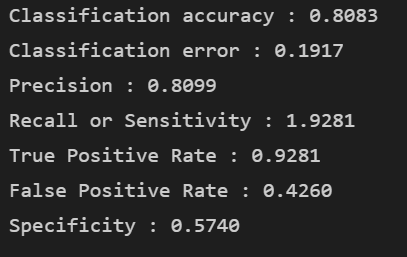 Classification accuracy : 0.8083
Classification error : 0.1917
Precision : 0.8099
Recall or Sensitivity : 1.9281
True Positive Rate : 0.9281
False Positive Rate : 0.4260
Specificity : 0.5740